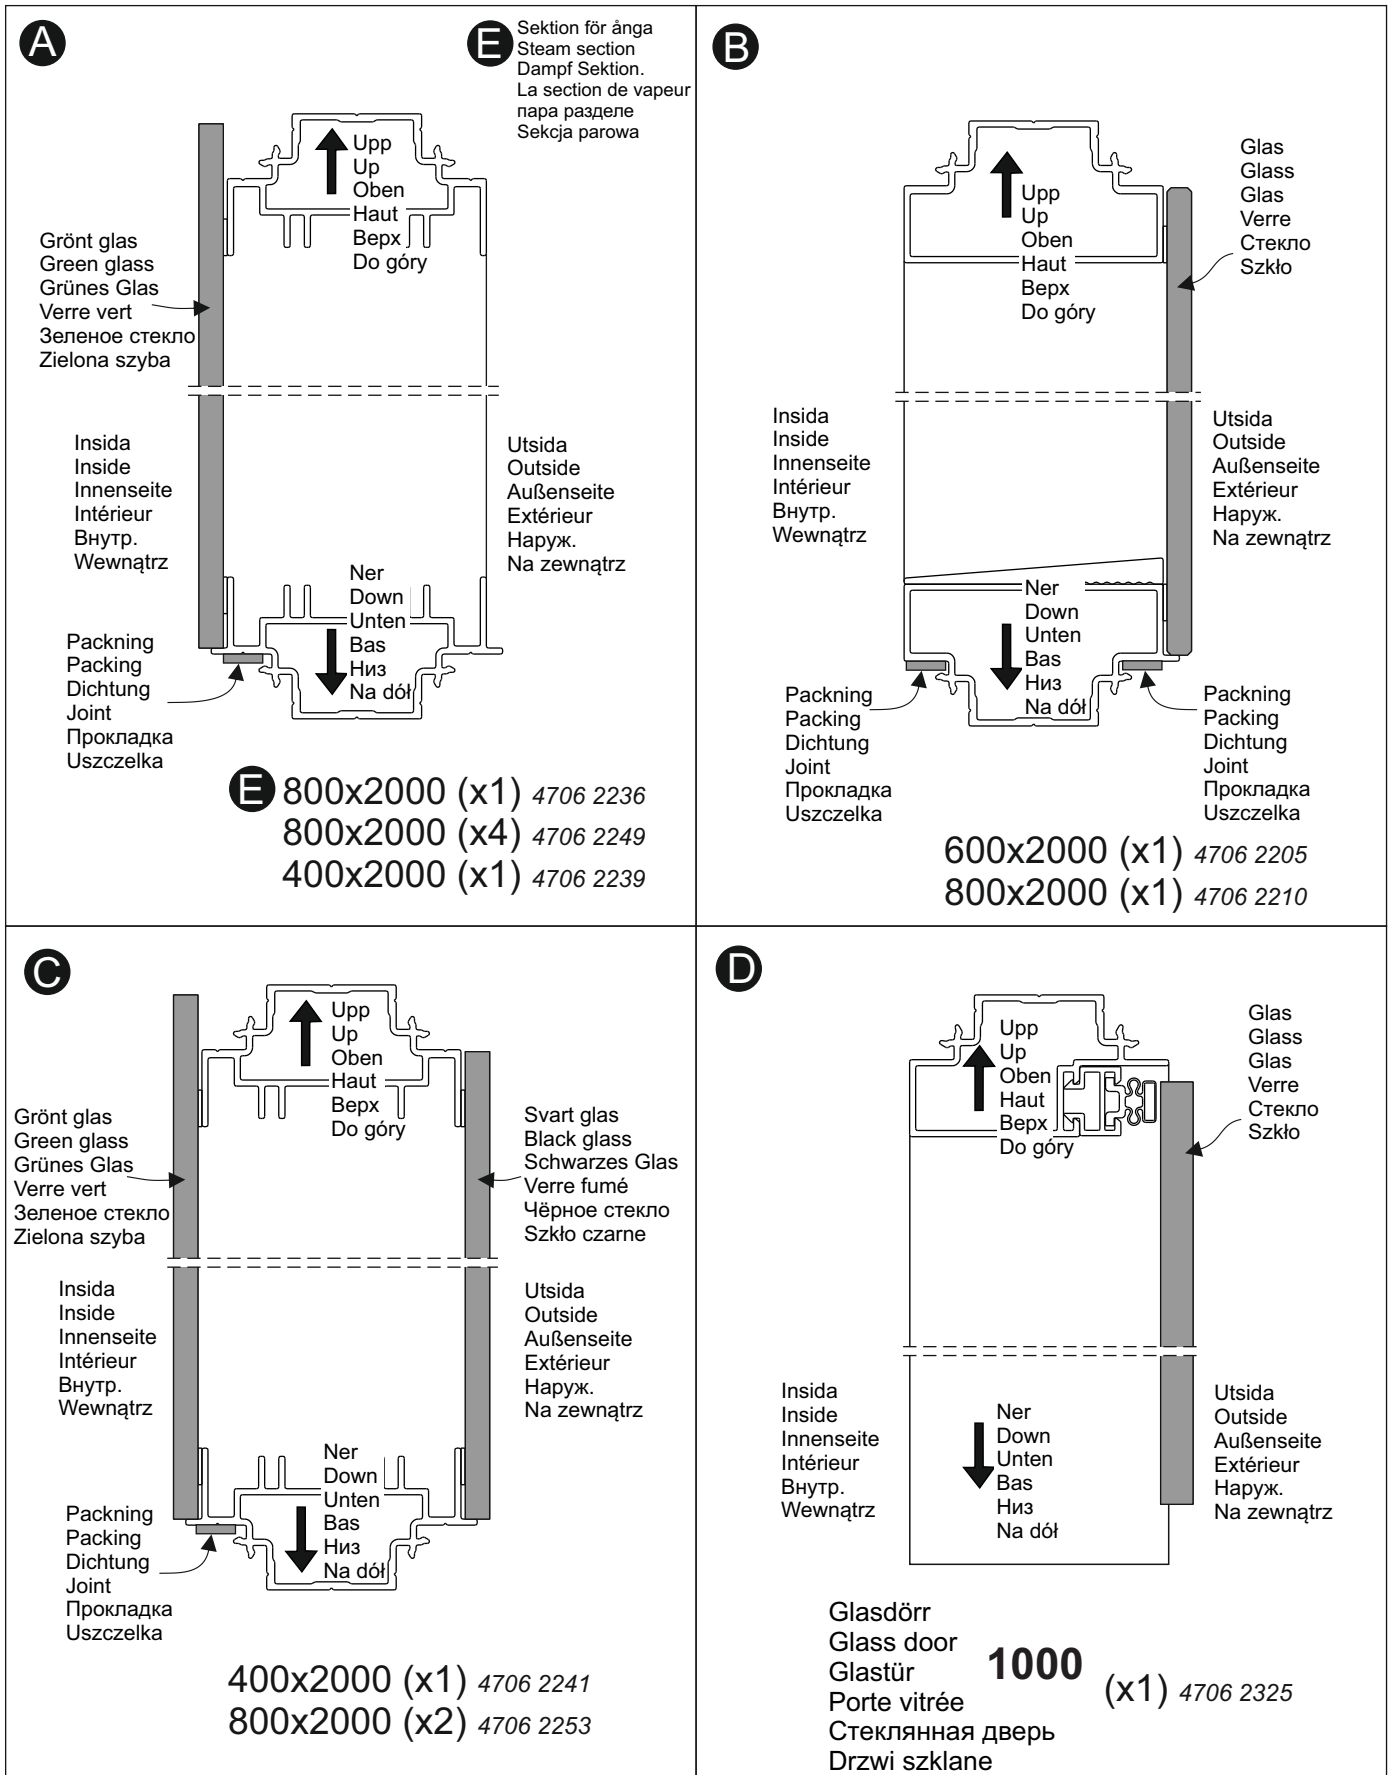 A
E
Sektion för ånga
Steam section
Dampf Sektion.
La section de vapeur
пара разделе
Sekcja parowa
Upp
Up
Oben
Haut
Верх
Do góry
Grönt glas
Green glass
Grünes Glas
Verre vert
Зеленое стекло
Zielona szyba
Insida
Inside
Innenseite
Intérieur
Внутр.
Wewnątrz
Utsida
Outside
Außenseite
Extérieur
Наруж.
Na zewnątrz
Ner
Down
Unten
Bas
Низ
Na dół
Packning
Packing
Dichtung
Joint
Прокладка
Uszczelka
E 800x2000 (x1) 4706 2236
800x2000 (x4) 4706 2249
400x2000 (x1) 4706 2239
B
Upp
Up
Oben
Haut
Верх
Do góry
Glas
Glass
Glas
Verre
Стекло
Szkło
Insida
Inside
Innenseite
Intérieur
Внутр.
Wewnątrz
Utsida
Outside
Außenseite
Extérieur
Наруж.
Na zewnątrz
Ner
Down
Unten
Bas
Низ
Na dół
Packning
Packing
Dichtung
Joint
Прокладка
Uszczelka
Packning
Packing
Dichtung
Joint
Прокладка
Uszczelka
600x2000 (x1) 4706 2205
800x2000 (x1) 4706 2210
C
Upp
Up
Oben
Haut
Верх
Do góry
Grönt glas
Green glass
Grünes Glas
Verre vert
Зеленое стекло
Zielona szyba
Svart glas
Black glass
Schwarzes Glas
Verre fumé
Чёрное стекло
Szkło czarne
Insida
Inside
Innenseite
Intérieur
Внутр.
Wewnątrz
Utsida
Outside
Außenseite
Extérieur
Наруж.
Na zewnątrz
Ner
Down
Unten
Bas
Низ
Na dół
Packning
Packing
Dichtung
Joint
Прокладка
Uszczelka
400x2000 (x1) 4706 2241
800x2000 (x2) 4706 2253
D
Upp
Up
Oben
Haut
Верх
Do góry
Glas
Glass
Glas
Verre
Стекло
Szkło
Insida
Inside
Innenseite
Intérieur
Внутр.
Wewnątrz
Ner
Down
Unten
Bas
Низ
Na dół
Utsida
Outside
Außenseite
Extérieur
Наруж.
Na zewnątrz
Glasdörr
Glass door
Glastür
Porte vitrée
Стеклянная дверь
Drzwi szklane
1000 (x1) 4706 2325